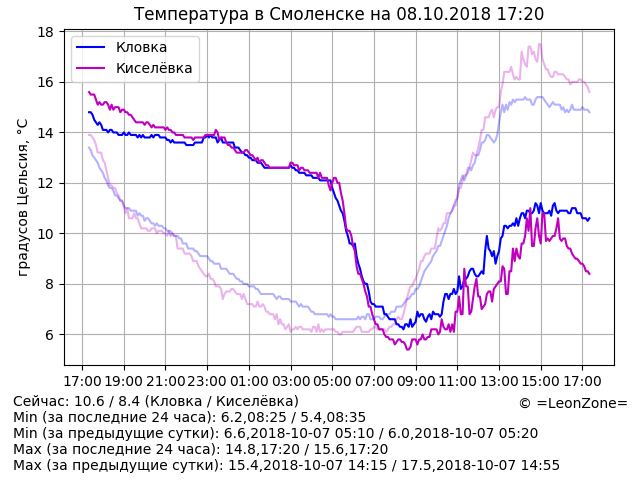 Температура в Смоленске на 08.10.2018 17:20
18
16
14
12
10
8
6
градусов Цельсия, °C
Кловка
Киселёвка
17:00 19:00 21:00 23:00 01:00 03:00 05:00 07:00 09:00 11:00 13:00 15:00 17:00
Сейчас: 10.6 / 8.4 (Кловка / Киселёвка)
© =LeonZone=
Min (за последние 24 часа): 6.2,08:25 / 5.4,08:35
Min (за предыдущие сутки): 6.6,2018-10-07 05:10 / 6.0,2018-10-07 05:20
Max (за последние 24 часа): 14.8,17:20 / 15.6,17:20
Max (за предыдущие сутки): 15.4,2018-10-07 14:15 / 17.5,2018-10-07 14:55